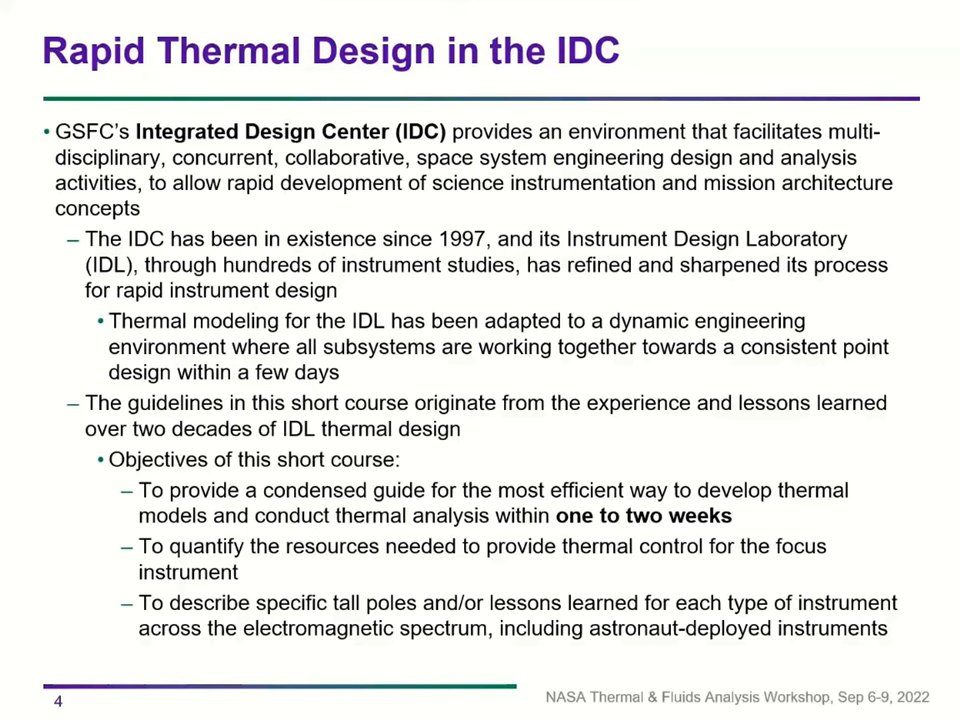 Rapid Thermal Design in the IDC
• GSFC's Integrated Design Center (IDC) provides an environment that facilitates multi-
disciplinary, concurrent, collaborative, space system engineering design and analysis
activities, to allow rapid development of science instrumentation and mission architecture
concepts
– The IDC has been in existence since 1997, and its Instrument Design Laboratory
(IDL), through hundreds of instrument studies, has refined and sharpened its process
for rapid instrument design
• Thermal modeling for the IDL has been adapted to a dynamic engineering
environment where all subsystems are working together towards a consistent point
design within a few days
– The guidelines in this short course originate from the experience and lessons learned
over two decades of IDL thermal design
• Objectives of this short course:
– To provide a condensed guide for the most efficient way to develop thermal
models and conduct thermal analysis within one to two weeks
– To quantify the resources needed to provide thermal control for the focus
instrument
– To describe specific tall poles and/or lessons learned for each type of instrument
across the electromagnetic spectrum, including astronaut-deployed instruments
4
NASA Thermal & Fluids Analysis Workshop, Sep 6-9, 2022